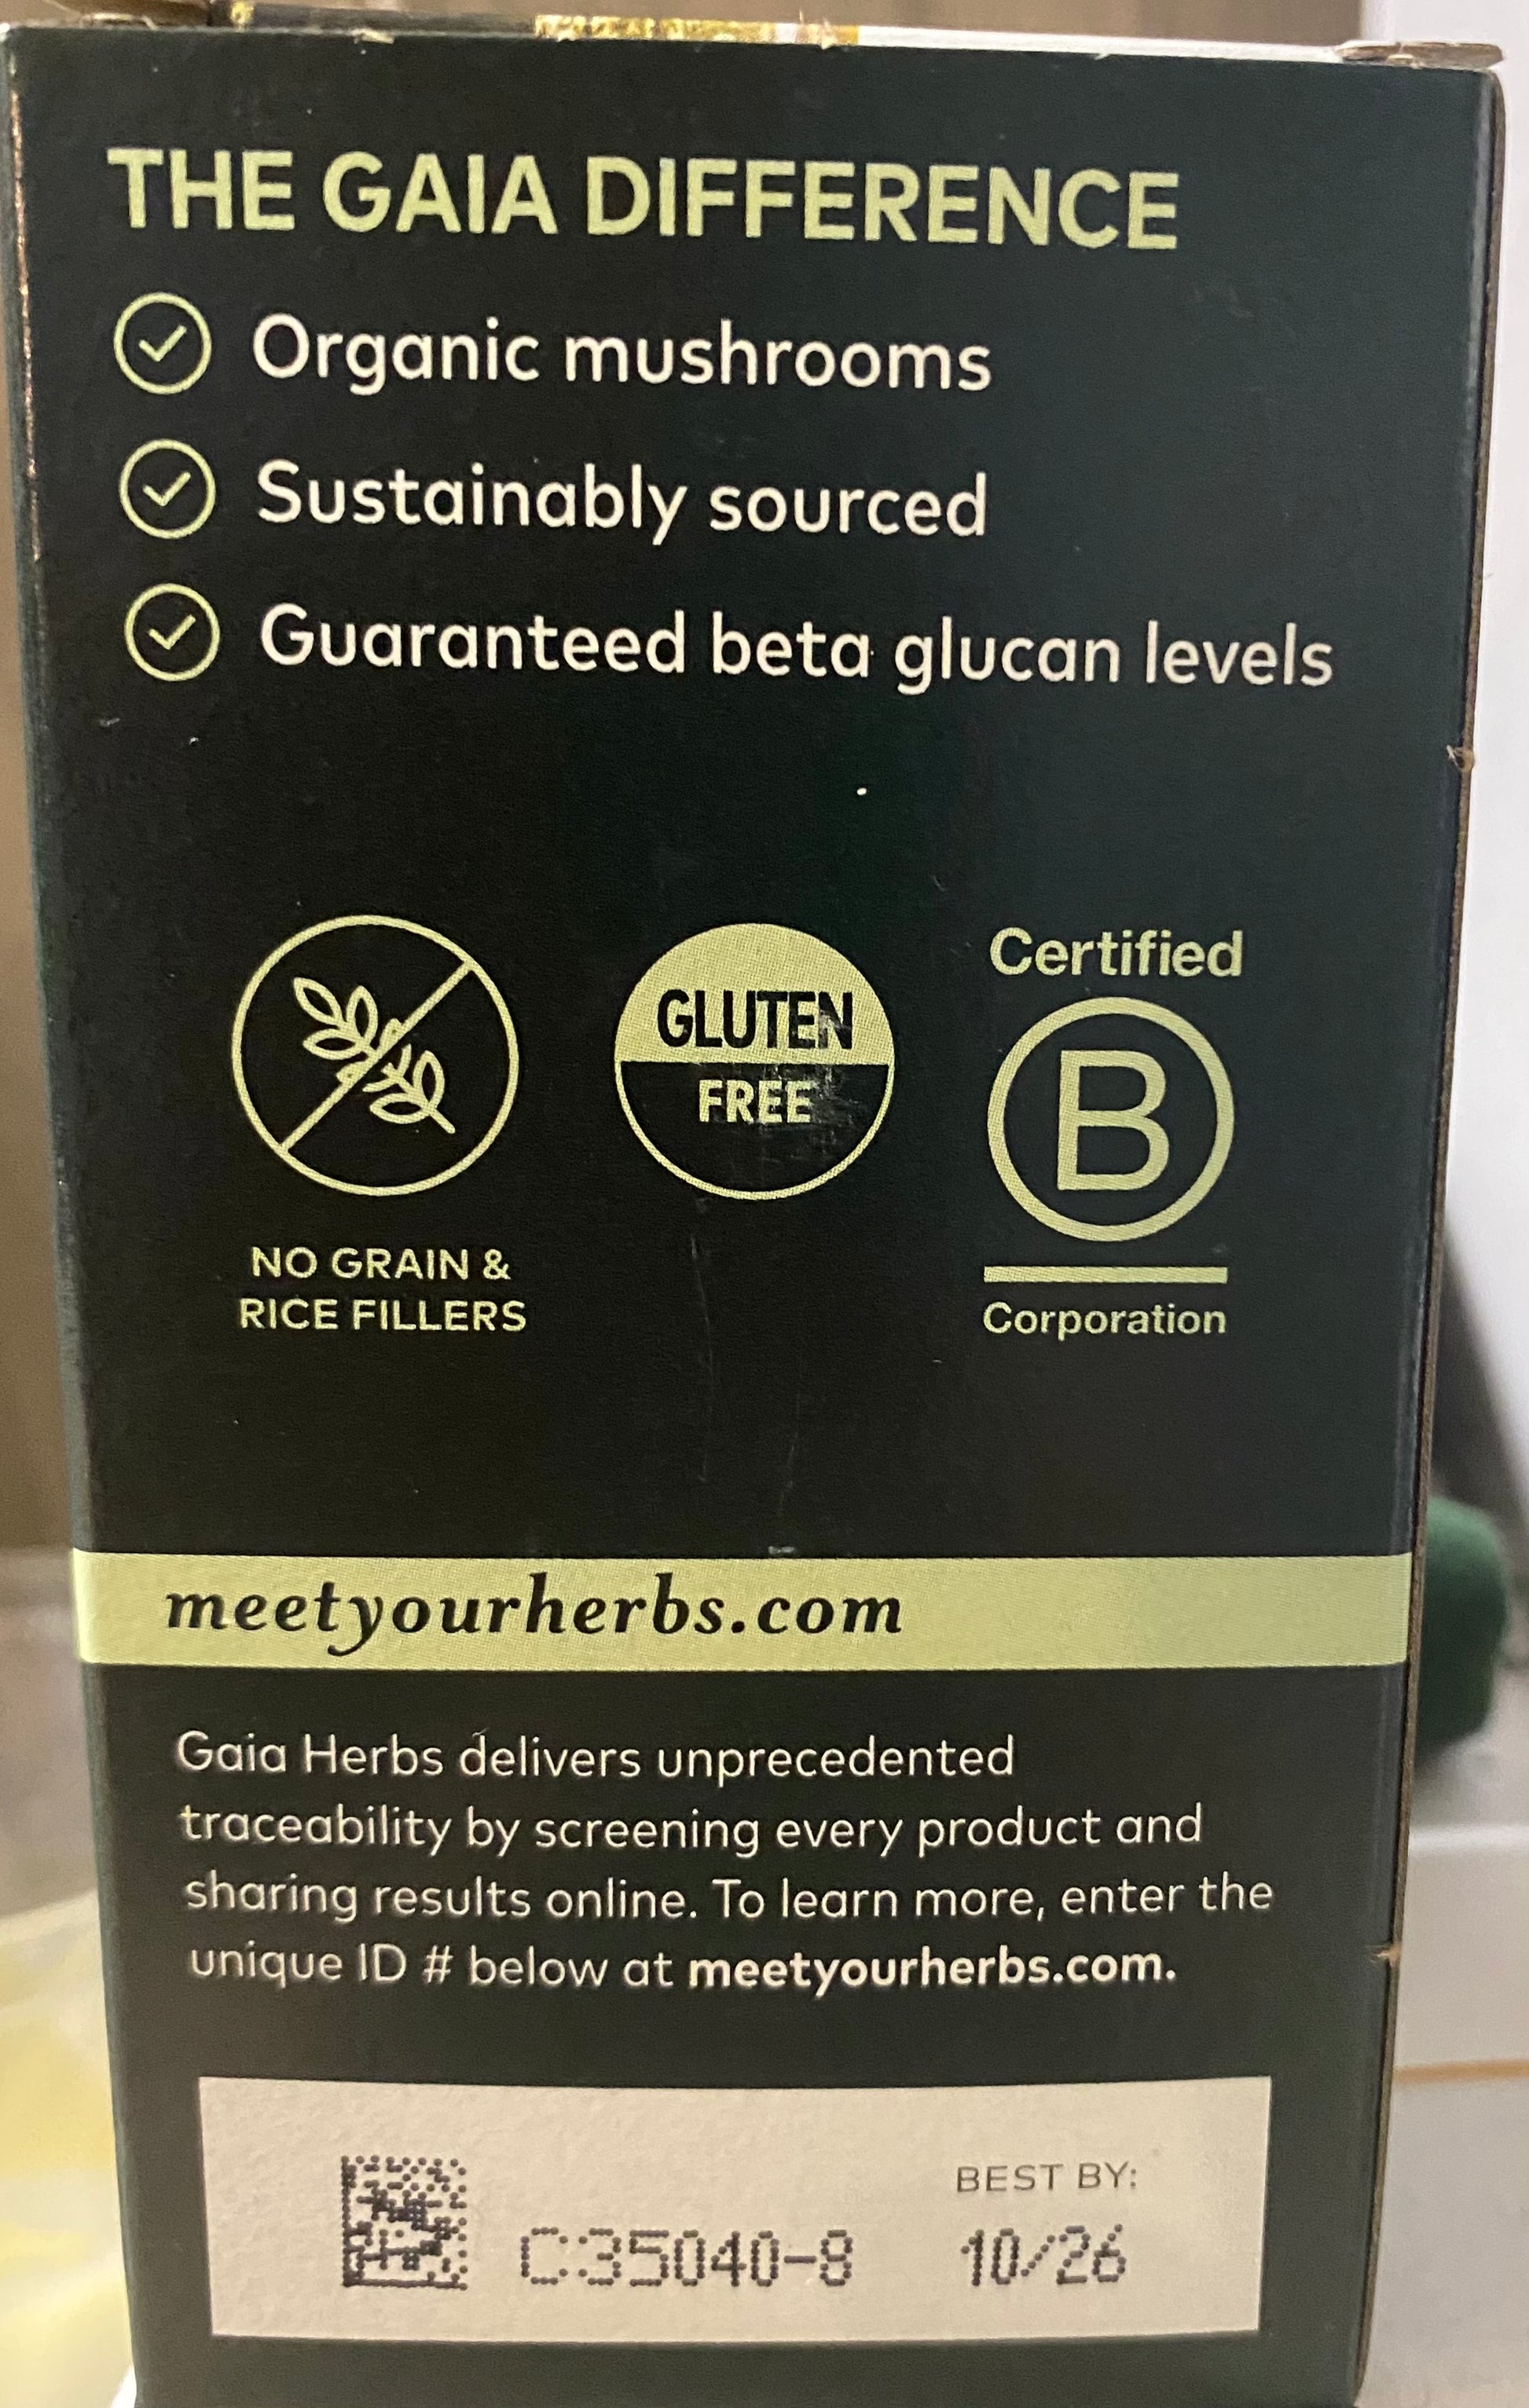 THE GAIA DIFFERENCE
Organic mushrooms
Sustainably sourced
Guaranteed beta glucan levels
NO GRAIN &
RICE FILLERS
GLUTEN
FREE
Certified
B
Corporation
meetyourherbs.com
Gaia Herbs delivers unprecedented
traceability by screening every product and
sharing results online. To learn more, enter the
unique ID # below at meetyourherbs.com.
C35040-8
BEST BY:
10/26